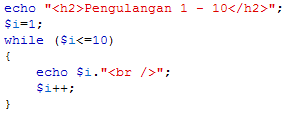 echo "<h2>Pengulangan 1 - 10</h2>";
$i=1;
while ($i<=10)
{
    echo $i."<br />";
    $i++;
}